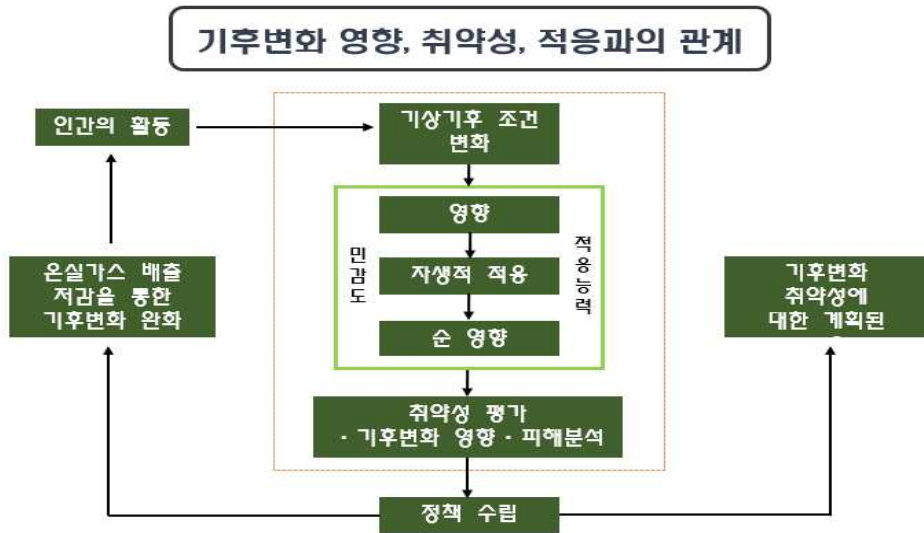 기후변화 영향, 취약성, 적응과의 관계
인간의 활동
기상기후 조건
변화
영향
민감도
자생적 적용
적응능력
순 영향
온실가스 배출
저감을 통한
기후변화 완화
기후변화
취약성에
대한 계획된
취약성 평가
· 기후변화 영향 · 피해분석
정책 수립